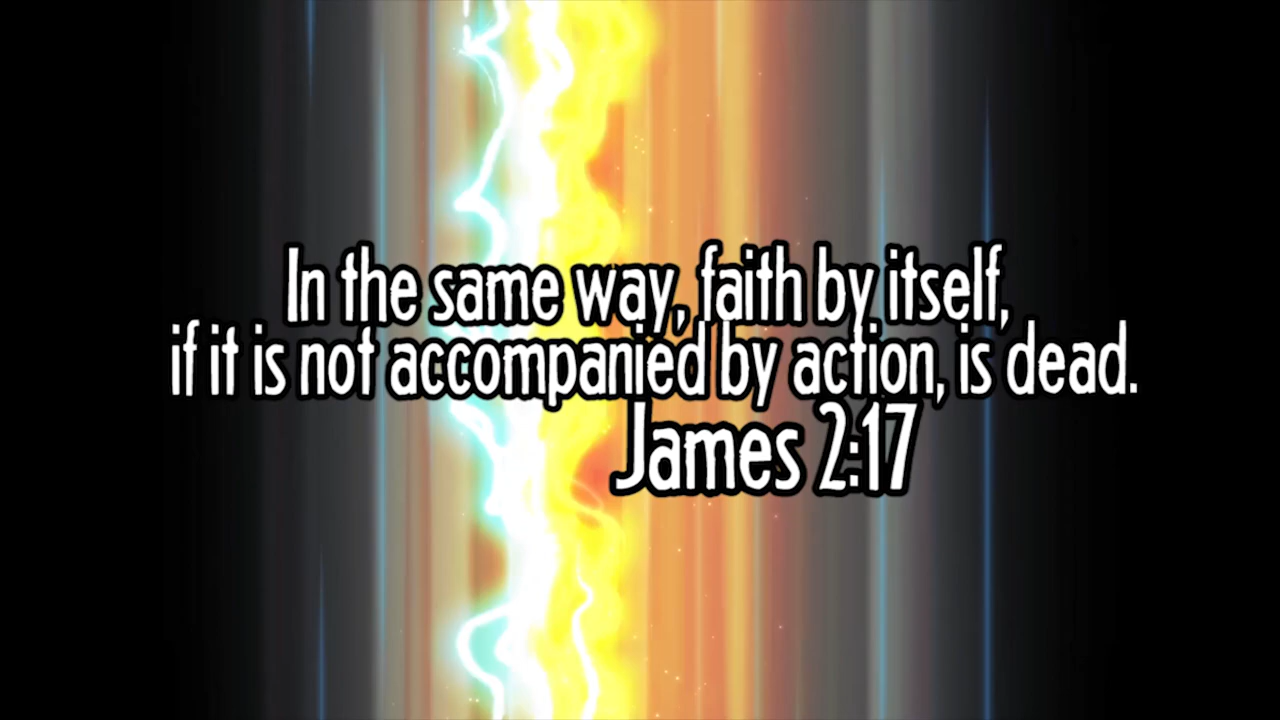 In the same way, faith by itself,
if it is not accompanied by action, is dead.
James 2:17